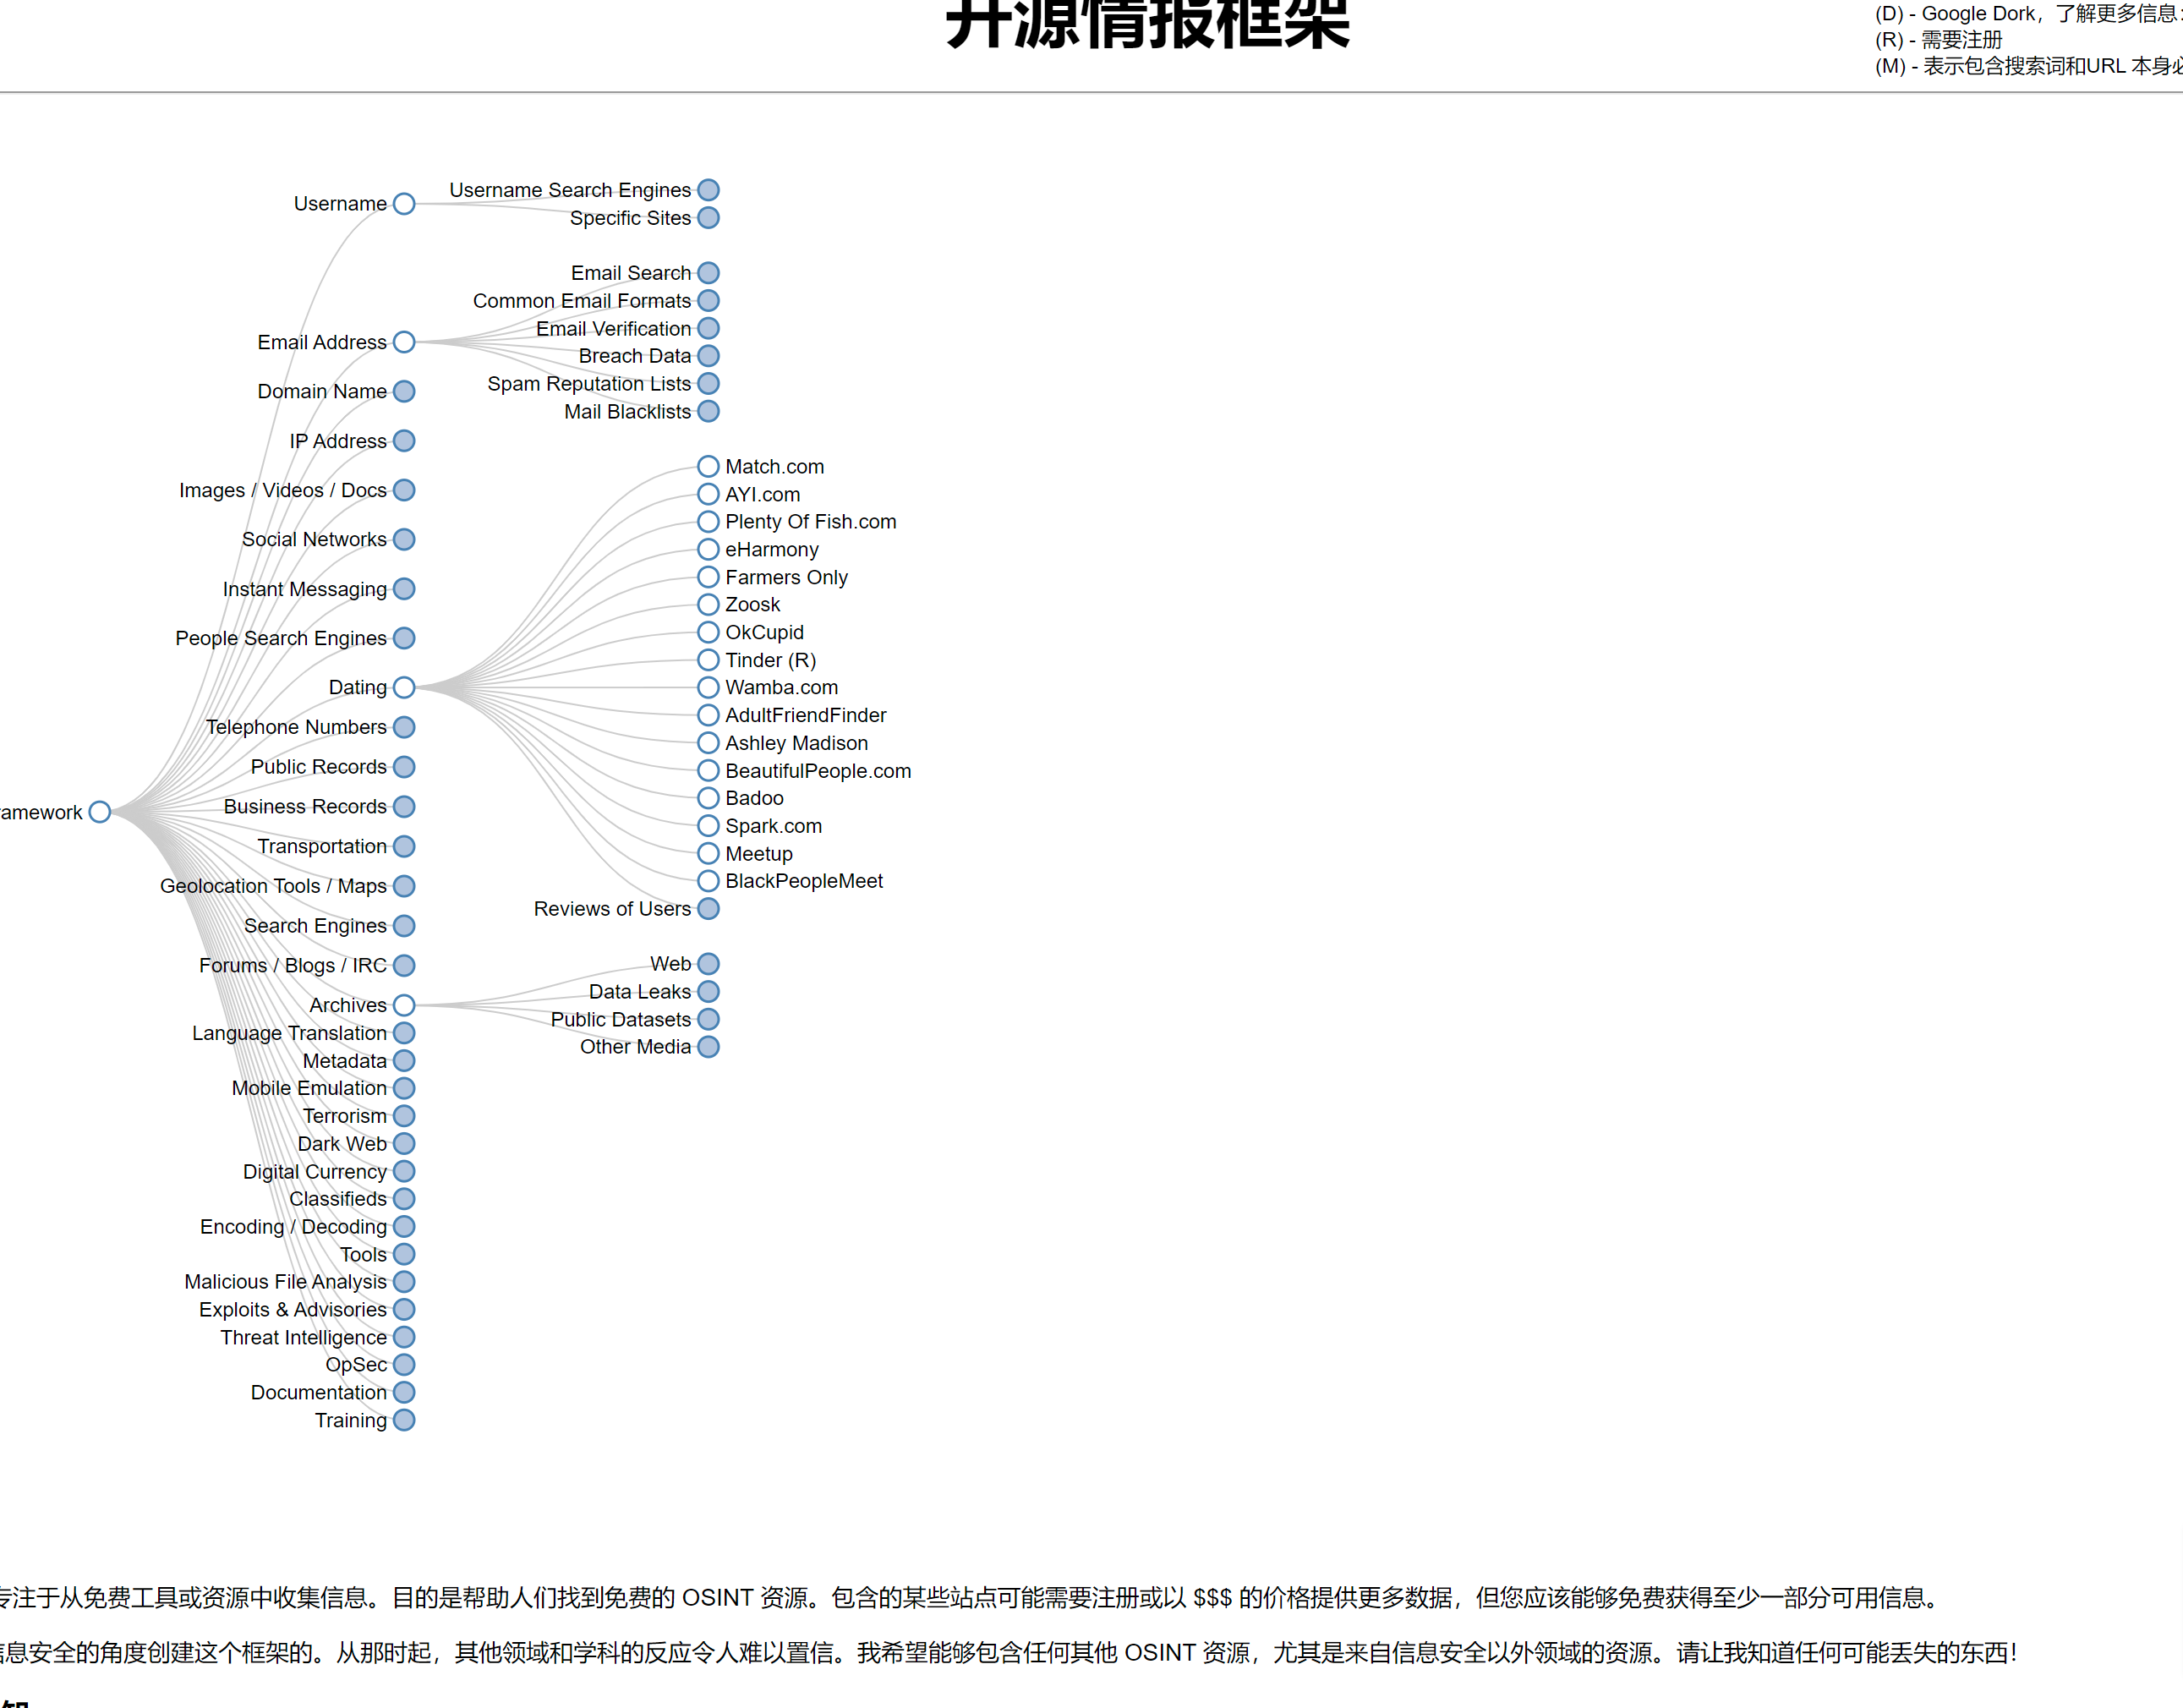 开源情报框架
(D) - Google Dork，了解更多信息：
(R) - 需要注册
(M) - 表示包含搜索词和URL 本身必
Username
Username Search Engines
Specific Sites
Email Address
Email Search
Common Email Formats
Email Verification
Breach Data
Spam Reputation Lists
Mail Blacklists
Domain Name
IP Address
Images / Videos / Docs
Social Networks
Instant Messaging
People Search Engines
Dating
Match.com
AYI.com
Plenty Of Fish.com
eHarmony
Farmers Only
Zoosk
OkCupid
Tinder (R)
Wamba.com
AdultFriendFinder
Ashley Madison
BeautifulPeople.com
Badoo
Spark.com
Meetup
BlackPeopleMeet
Reviews of Users
Telephone Numbers
Public Records
Business Records
amework
Transportation
Geolocation Tools / Maps
Search Engines
Forums / Blogs / IRC
Archives
Web
Data Leaks
Public Datasets
Other Media
Language Translation
Metadata
Mobile Emulation
Terrorism
Dark Web
Digital Currency
Classifieds
Encoding / Decoding
Tools
Malicious File Analysis
Exploits & Advisories
Threat Intelligence
OpSec
Documentation
Training
专注于从免费工具或资源中收集信息。目的是帮助人们找到免费的 OSINT 资源。包含的某些站点可能需要注册或以 $$$ 的价格提供更多数据，但您应该能够免费获得至少一部分可用信息。
信息安全的角度创建这个框架的。从那时起，其他领域和学科的反应令人难以置信。我希望能够包含任何其他 OSINT 资源，尤其是来自信息安全以外领域的资源。请让我知道任何可能丢失的东西！